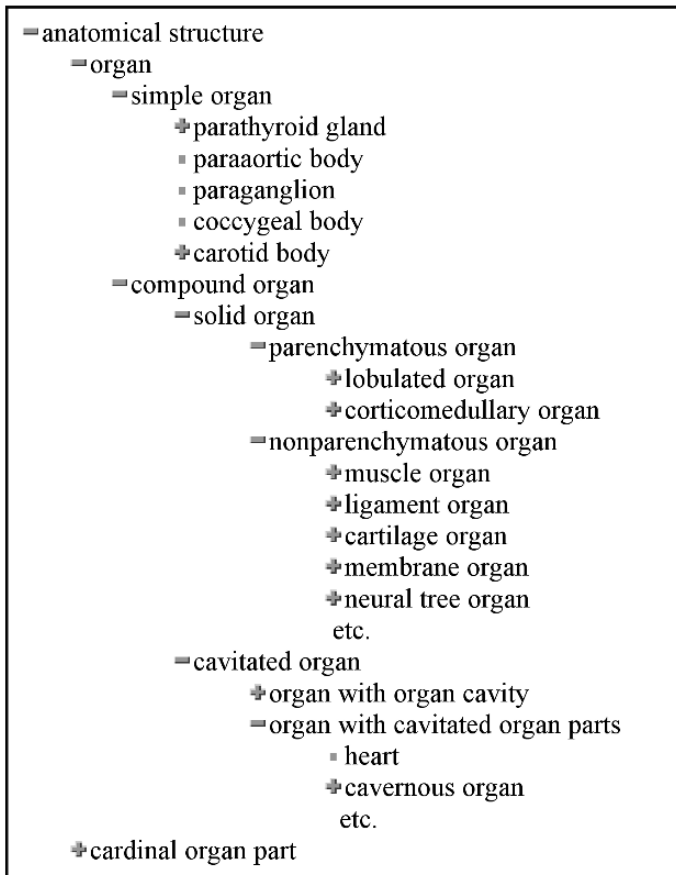 anatomical structure
organ
simple organ
parathyroid gland
paraaortic body
paraganglion
coccygeal body
carotid body
compound organ
solid organ
parenchymatous organ
lobulated organ
corticomedullary organ
nonparenchymatous organ
muscle organ
ligament organ
cartilage organ
membrane organ
neural tree organ
etc.
cavitated organ
organ with organ cavity
organ with cavitated organ parts
heart
cavernous organ
etc.
cardinal organ part